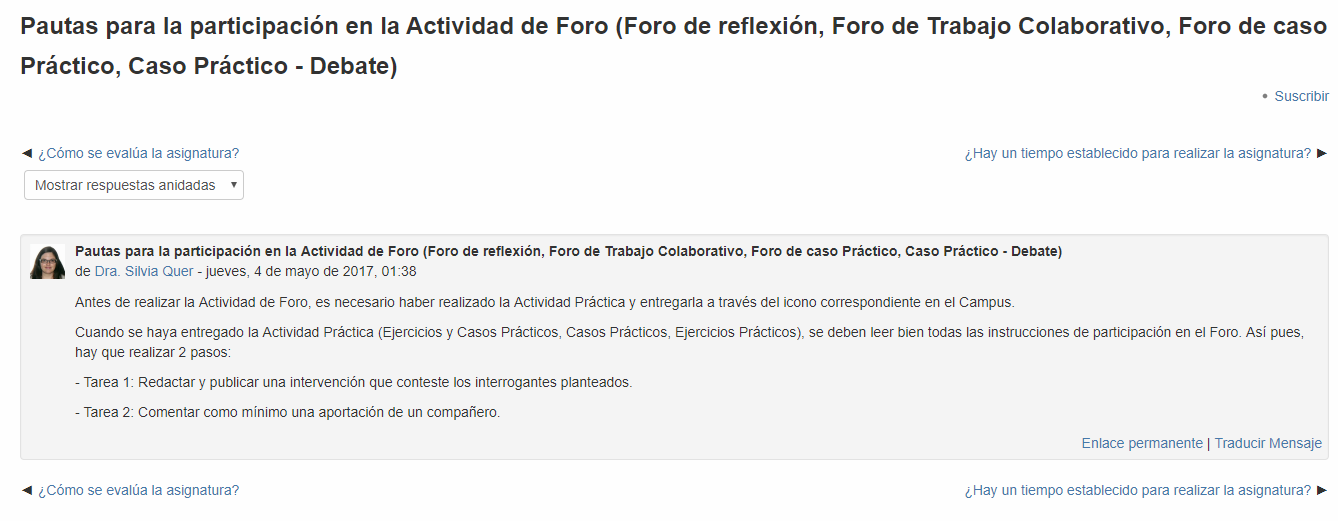 Pautas para la participación en la Actividad de Foro (Foro de reflexión, Foro de Trabajo Colaborativo, Foro de caso
Práctico, Caso Práctico - Debate)
• Suscribir
◄ ¿Cómo se evalúa la asignatura?
¿Hay un tiempo establecido para realizar la asignatura? ►
Mostrar respuestas anidadas
Pautas para la participación en la Actividad de Foro (Foro de reflexión, Foro de Trabajo Colaborativo, Foro de caso Práctico, Caso Práctico - Debate)
de Dra. Silvia Quer - jueves, 4 de mayo de 2017, 01:38
Antes de realizar la Actividad de Foro, es necesario haber realizado la Actividad Práctica y entregarla a través del icono correspondiente en el Campus.
Cuando se haya entregado la Actividad Práctica (Ejercicios y Casos Prácticos, Casos Prácticos, Ejercicios Prácticos), se deben leer bien todas las instrucciones de participación en el Foro. Así pues,
hay que realizar 2 pasos:
- Tarea 1: Redactar y publicar una intervención que conteste los interrogantes planteados.
- Tarea 2: Comentar como mínimo una aportación de un compañero.
Enlace permanente | Traducir Mensaje
◄ ¿Cómo se evalúa la asignatura?
¿Hay un tiempo establecido para realizar la asignatura? ►